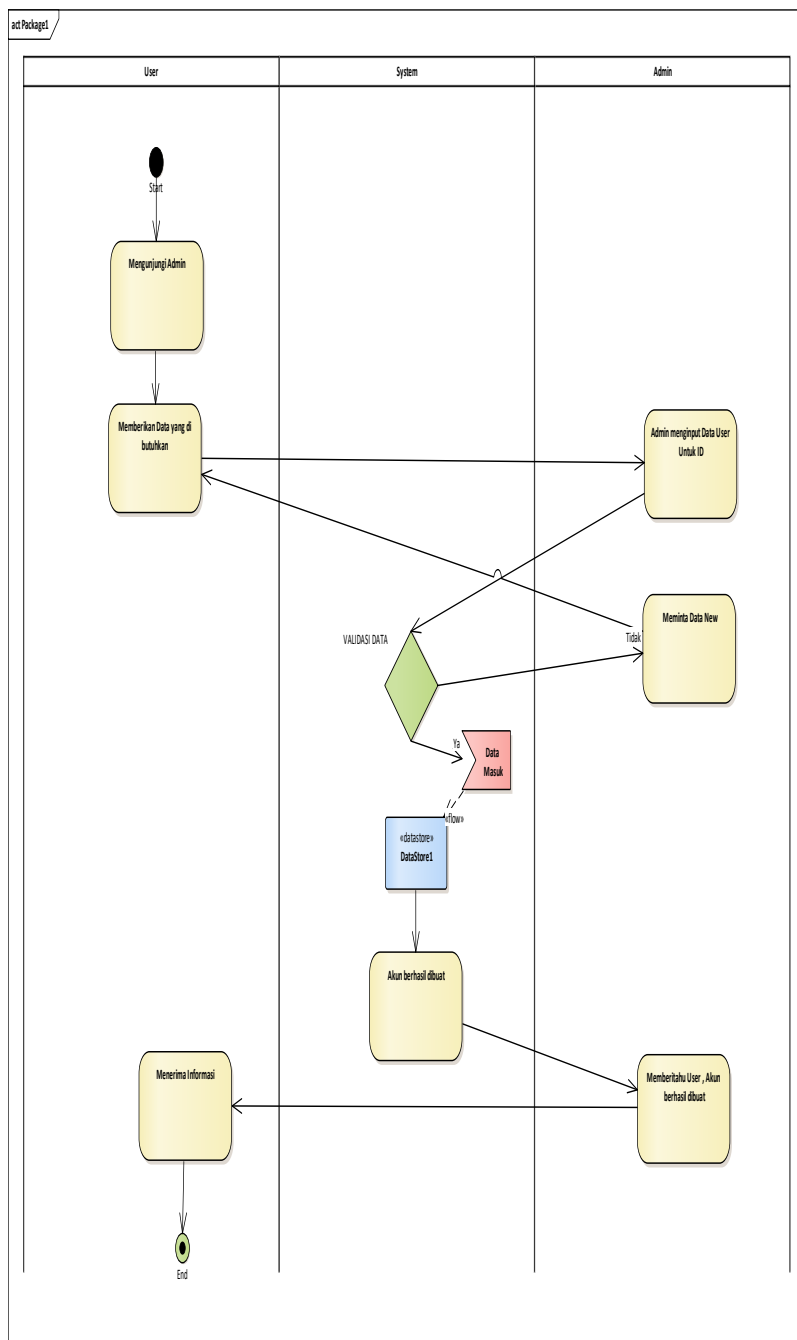 act Package1
User
System
Admin
Start
Mengunjungi Admin
Memberikan Data yang di
butuhkan
Admin menginput Data User
Untuk ID
Meminta Data New
Tidak
VALIDASI DATA
Ya
Data
Masuk
«flow»
«datastore»
DataStore1
Akun berhasil dibuat
Menerima Informasi
Memberitahu User , Akun
berhasil dibuat
End